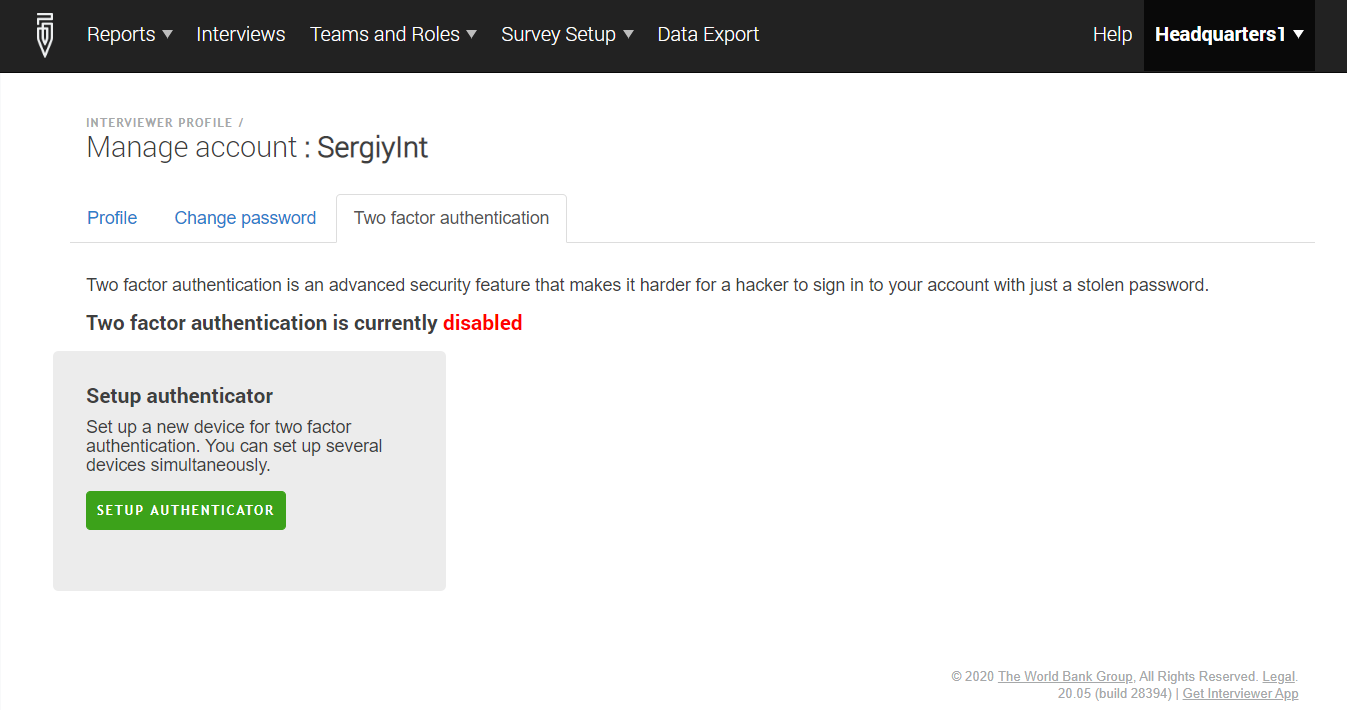 Reports Interviews Teams and Roles Survey Setup Data Export Help Headquarters1
INTERVIEWER PROFILE /
Manage account : SergiyInt
Profile Change password Two factor authentication
Two factor authentication is an advanced security feature that makes it harder for a hacker to sign in to your account with just a stolen password.
Two factor authentication is currently disabled
Setup authenticator
Set up a new device for two factor
authentication. You can set up several
devices simultaneously.
SETUP AUTHENTICATOR
© 2020 The World Bank Group, All Rights Reserved. Legal.
20.05 (build 28394) | Get Interviewer App